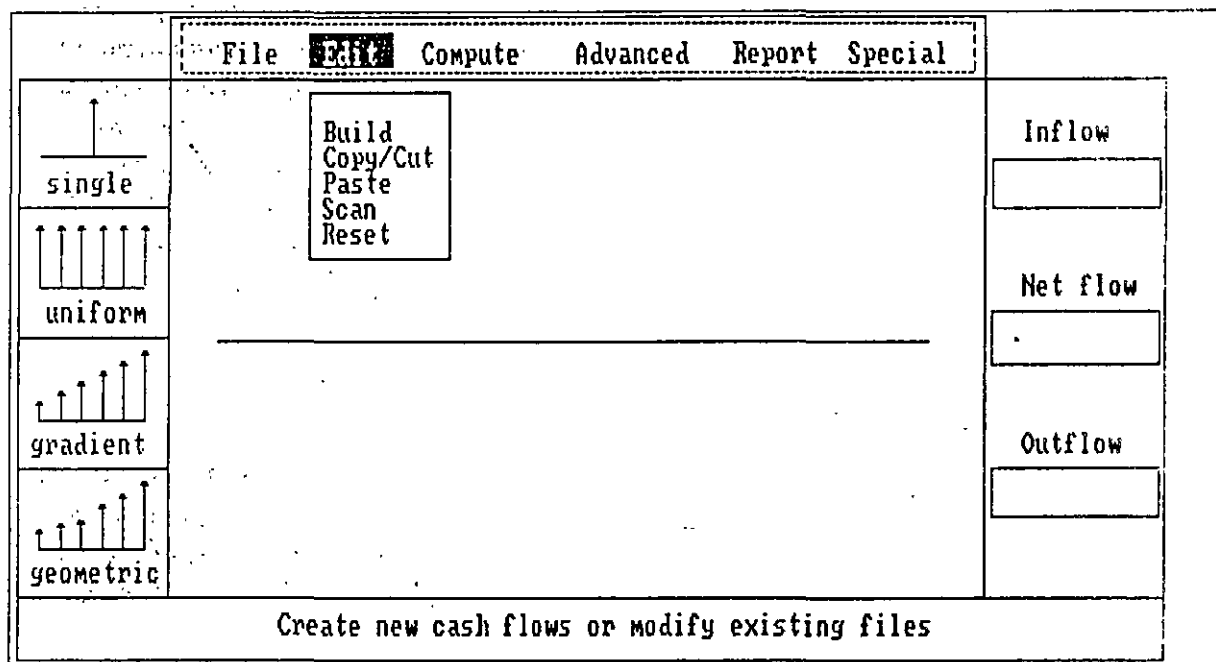 File Edit Compute Advanced Report Special
Build
Copy/Cut
Paste
Scan
Reset
single
uniform
gradient
geometric
Inflow
Net flow
Outflow
Create new cash flows or modify existing files